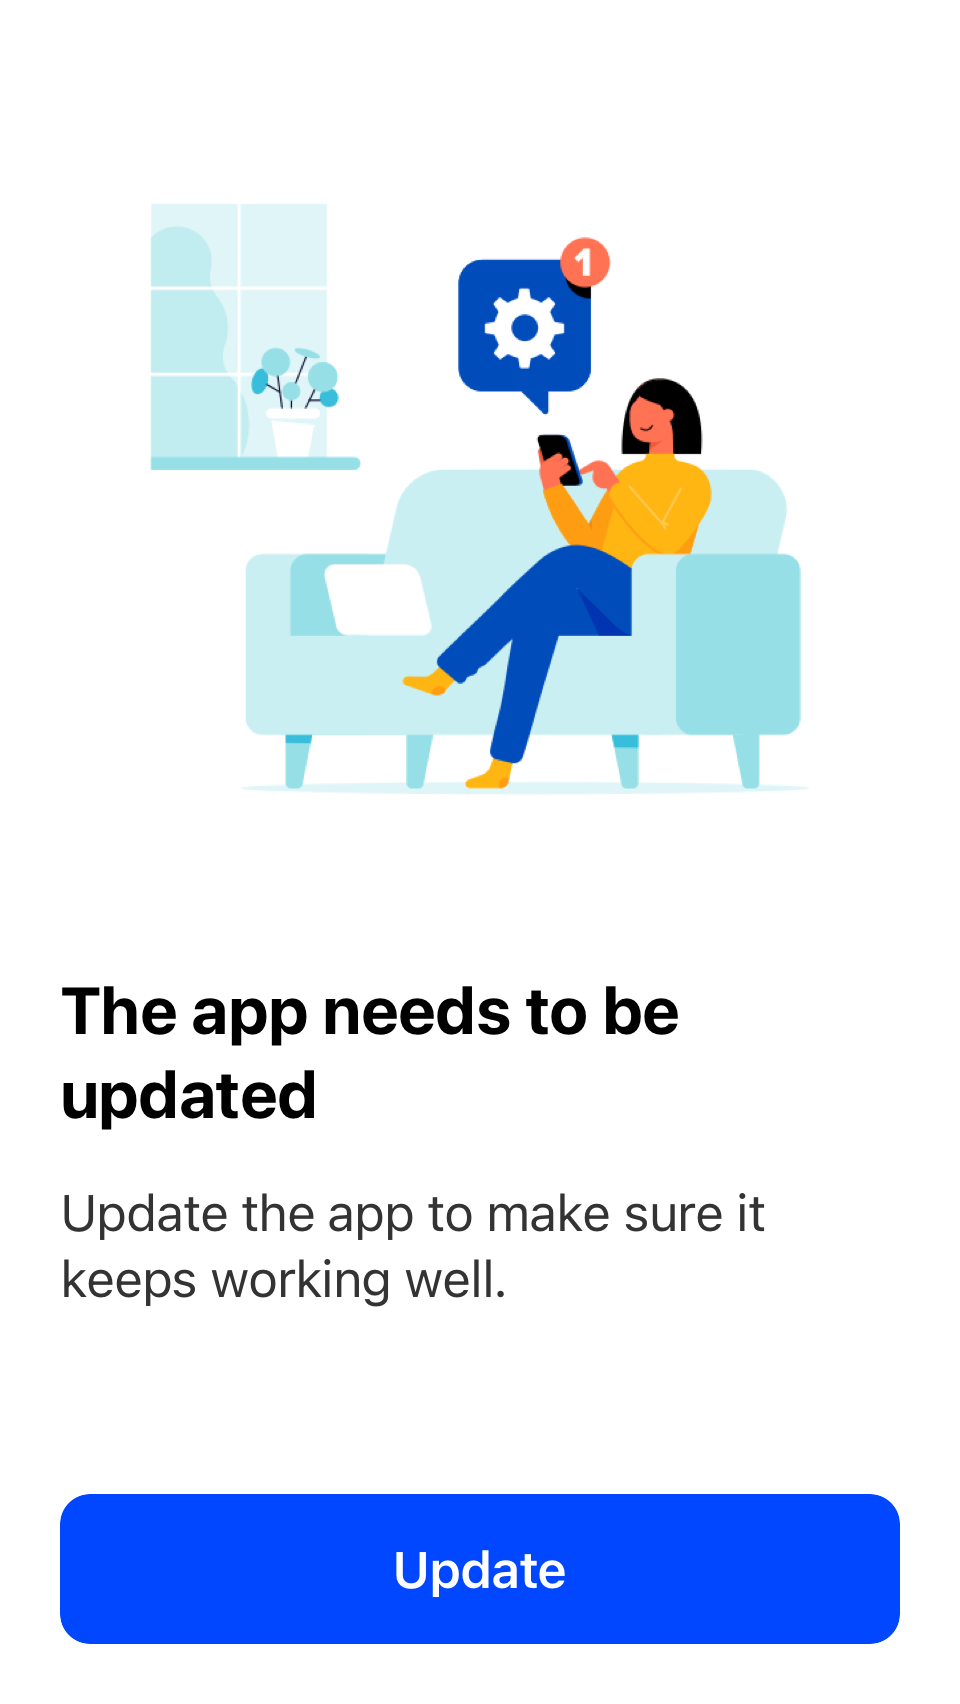 1
The app needs to be
updated
Update the app to make sure it
keeps working well.
Update